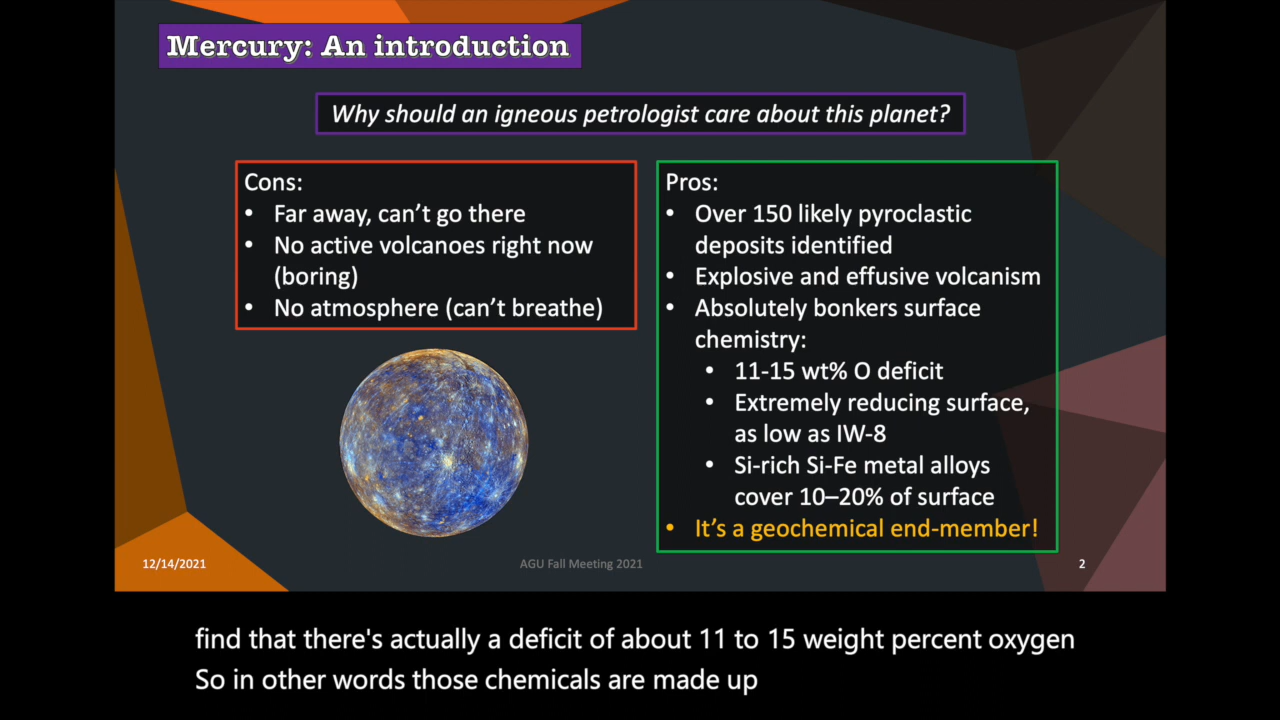 Mercury: An introduction
Why should an igneous petrologist care about this planet?
Cons:
• Far away, can't go there
• No active volcanoes right now
(boring)
• No atmosphere (can't breathe)
Pros:
• Over 150 likely pyroclastic
deposits identified
• Explosive and effusive volcanism
• Absolutely bonkers surface
chemistry:
• 11-15 wt% O deficit
• Extremely reducing surface,
as low as IW-8
• Si-rich Si-Fe metal alloys
cover 10–20% of surface
• It's a geochemical end-member!
12/14/2021
AGU Fall Meeting 2021
2
find that there's actually a deficit of about 11 to 15 weight percent oxygen
So in other words those chemicals are made up